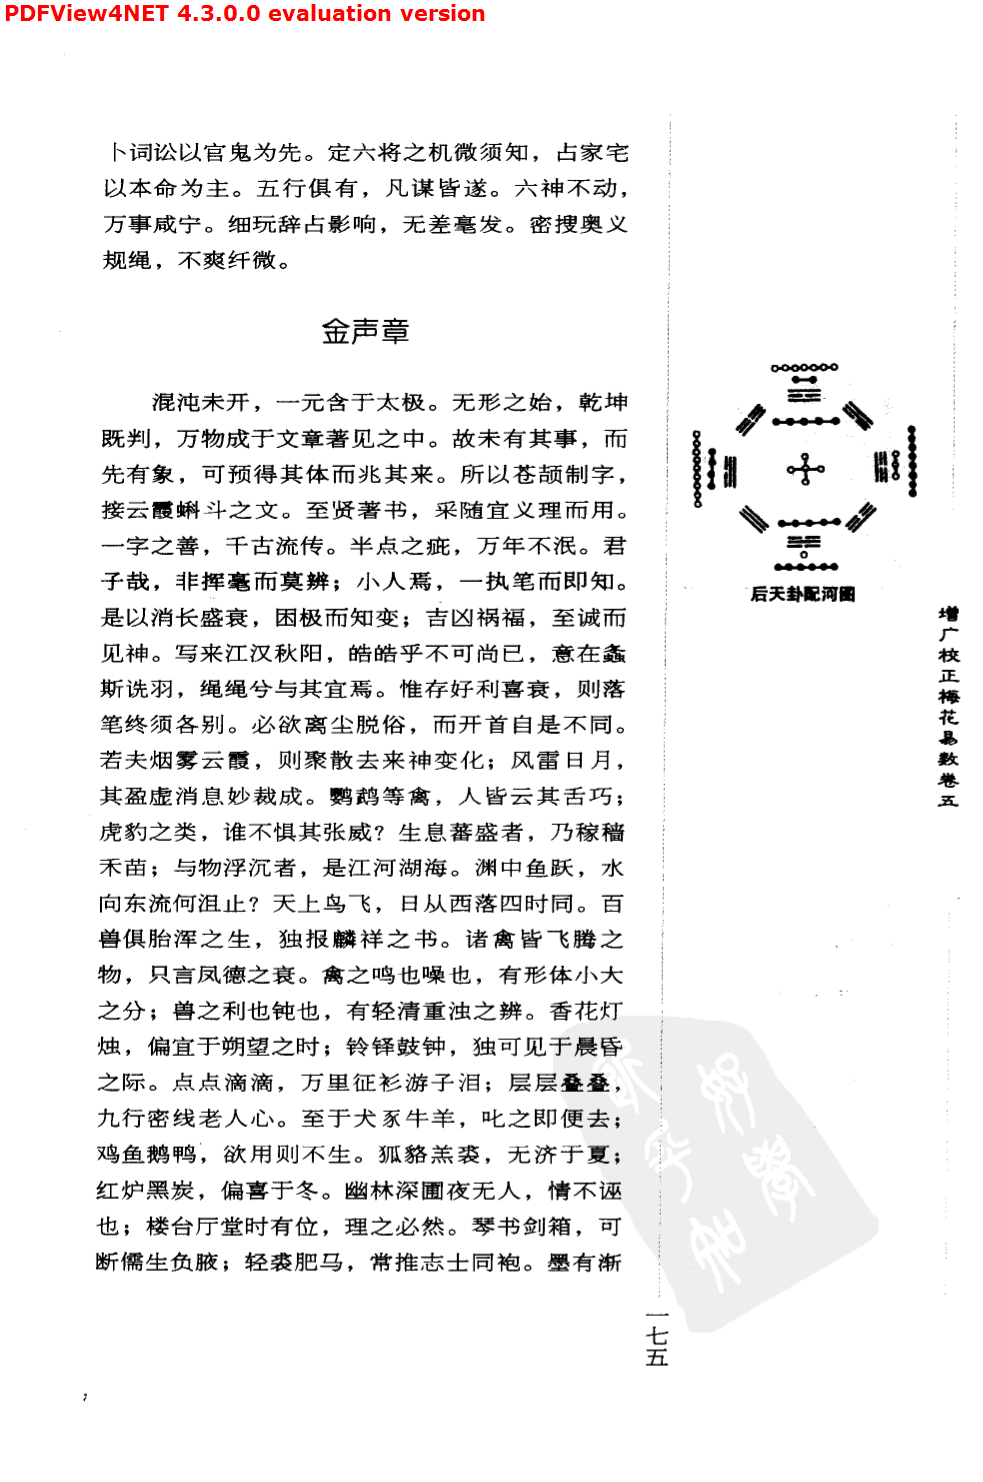 PDFView4NET 4.3.0.0 evaluation version
卜词讼以官鬼为先。定六将之机微须知，占家宅
以本命为主。五行俱有，凡谋皆遂。六神不动，
万事咸宁。细玩辞占影响，无差毫发。密搜奥义
规绳，不爽纤微。
金声章
混沌未开，一元含于太极。无形之始，乾坤
既判，万物成于文章著见之中。故未有其事，而
先有象，可预得其体而兆其来。所以苍颉制字，
接云霞蝌斗之文。至贤著书，采随宜义理而用。
一字之善，千古流传。半点之疵，万年不泯。君
子哉，非挥毫而莫辨；小人焉，一执笔而即知。
是以消长盛衰，困极而知变；吉凶祸福，至诚而
见神。写来江汉秋阳，皓皓乎不可尚已，意在螽
斯诜羽，绳绳兮与其宜焉。惟存好利喜衰，则落
笔终须各别。必欲离尘脱俗，而开首自是不同。
若夫烟雾云霞，则聚散去来神变化；风雷日月，
其盈虚消息妙裁成。鹦鹉等禽，人皆云其舌巧；
虎豹之类，谁不惧其张威？生息蕃盛者，乃稼穑
禾苗；与物浮沉者，是江河湖海。渊中鱼跃，水
向东流何沮止？天上鸟飞，日从西落四时同。百
兽俱胎浑之生，独报麟祥之书。诸禽皆飞腾之
物，只言凤德之衰。禽之鸣也噪也，有形体小大
之分；兽之利也钝也，有轻清重浊之辨。香花灯
烛，偏宜于朔望之时；铃铎鼓钟，独可见于晨昏
之际。点点滴滴，万里征衫游子泪；层层叠叠，
九行密线老人心。至于犬豕牛羊，叱之即便去；
鸡鱼鹅鸭，欲用则不生。狐貉羔裘，无济于夏；
红炉黑炭，偏喜于冬。幽林深圃夜无人，情不诬
也；楼台厅堂时有位，理之必然。琴书剑箱，可
断儒生负腋；轻裘肥马，常推志士同袍。墨有渐
后天卦配河图
增广校正梅花易数卷五
一七五